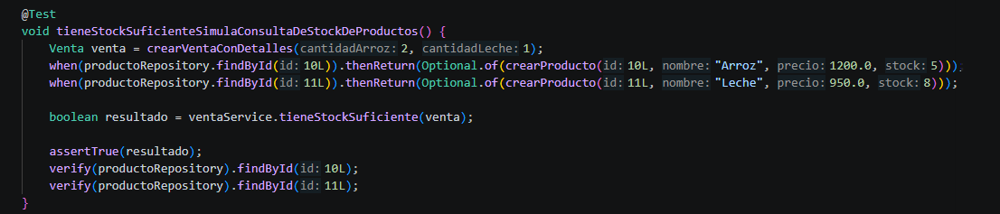 @Test
void tieneStockSuficienteSimulaConsultaDeStockDeProductos() {
    Venta venta = crearVentaConDetalles(cantidadArroz: 2, cantidadLeche: 1);
    when(productoRepository.findById(id: 10L)).thenReturn(Optional.of(crearProducto(id: 10L, nombre: "Arroz", precio: 1200.0, stock: 5)));
    when(productoRepository.findById(id: 11L)).thenReturn(Optional.of(crearProducto(id: 11L, nombre: "Leche", precio: 950.0, stock: 8)));
    boolean resultado = ventaService.tieneStockSuficiente(venta);
    assertTrue(resultado);
    verify(productoRepository).findById(id: 10L);
    verify(productoRepository).findById(id: 11L);
}